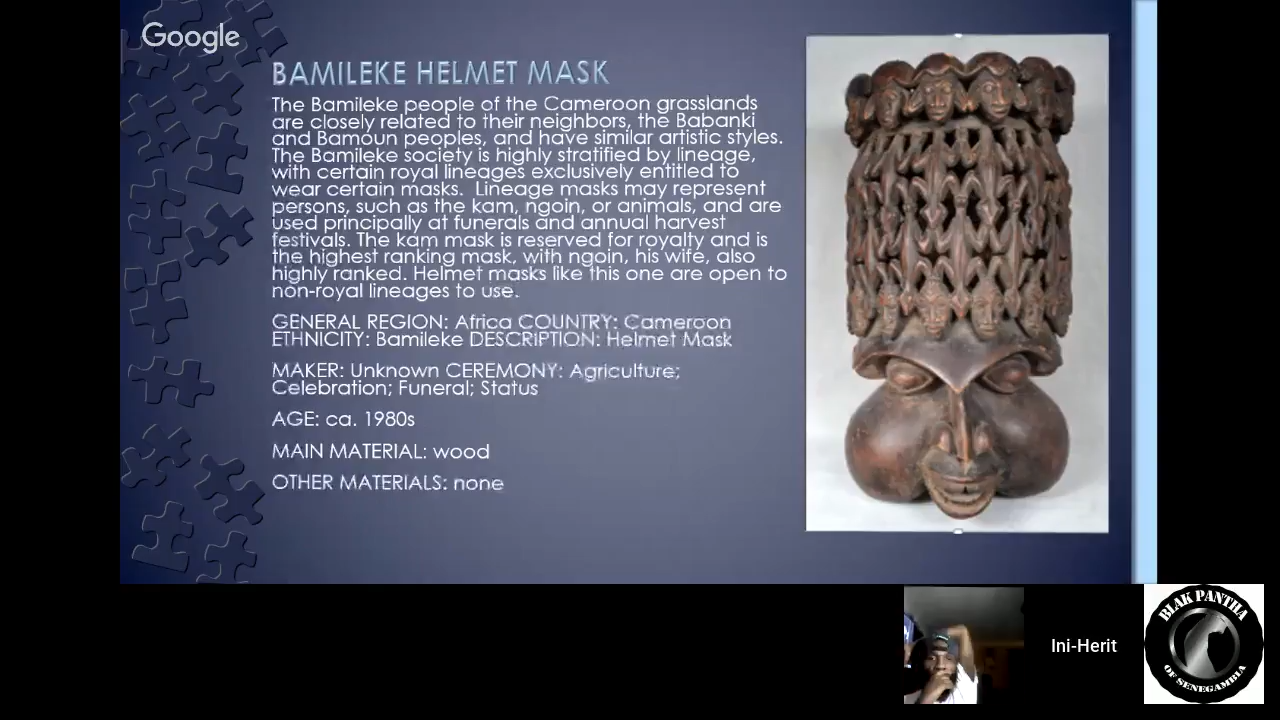 Google
BAMILEKE HELMET MASK
The Bamileke people of the Cameroon grasslands
are closely related to their neighbors, the Babanki
and Bamoun peoples, and have similar artistic styles.
The Bamileke society is highly stratified by lineage,
with certain royal lineages exclusively entitled to
wear certain masks.  Lineage masks may represent
persons, such as the kam, ngoin, or animals, and are
used principally at funerals and annual harvest
festivals. The kam mask is reserved for royalty and is
the highest ranking mask, with ngoin, his wife, also
highly ranked. Helmet masks like this one are open to
non-royal lineages to use.
GENERAL REGION: Africa COUNTRY: Cameroon
ETHNICITY: Bamileke DESCRIPTION: Helmet Mask
MAKER: Unknown CEREMONY: Agriculture;
Celebration; Funeral; Status
AGE: ca. 1980s
MAIN MATERIAL: wood
OTHER MATERIALS: none
Ini-Herit
BLAK PANTHA
OF SENEGAMBIA